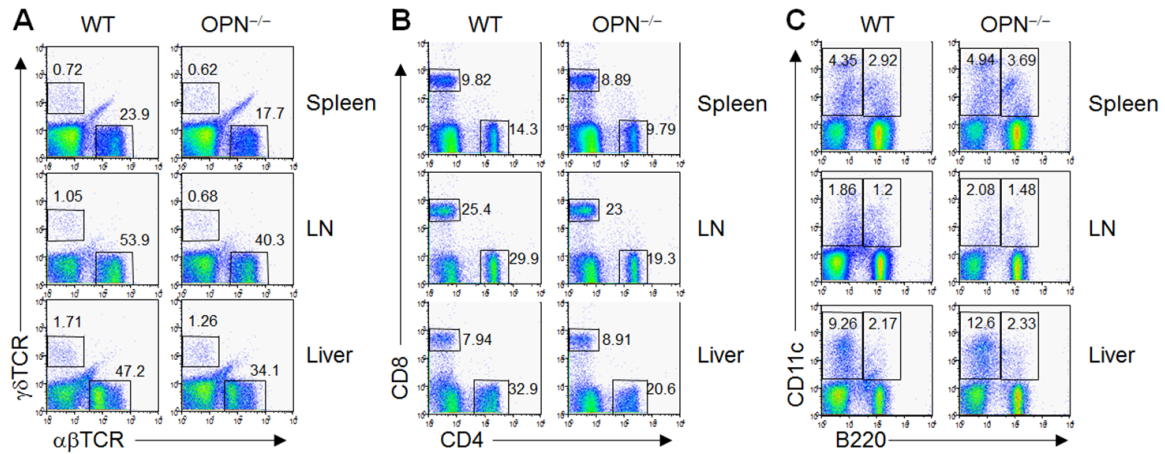 A WT OPN–/– B WT OPN–/– C WT OPN–/–
0.72 0.62 Spleen 9.82 8.89 Spleen 4.35 2.92 4.94 3.69 Spleen
23.9 17.7 14.3 9.79
1.05 0.68 LN 25.4 23 LN 1.86 1.2 2.08 1.48 LN
53.9 40.3 29.9 19.3
1.71 1.26 Liver 7.94 8.91 Liver 9.26 2.17 12.6 2.33 Liver
47.2 34.1 32.9 20.6
γδTCR CD8 CD11c
αβTCR CD4 B220